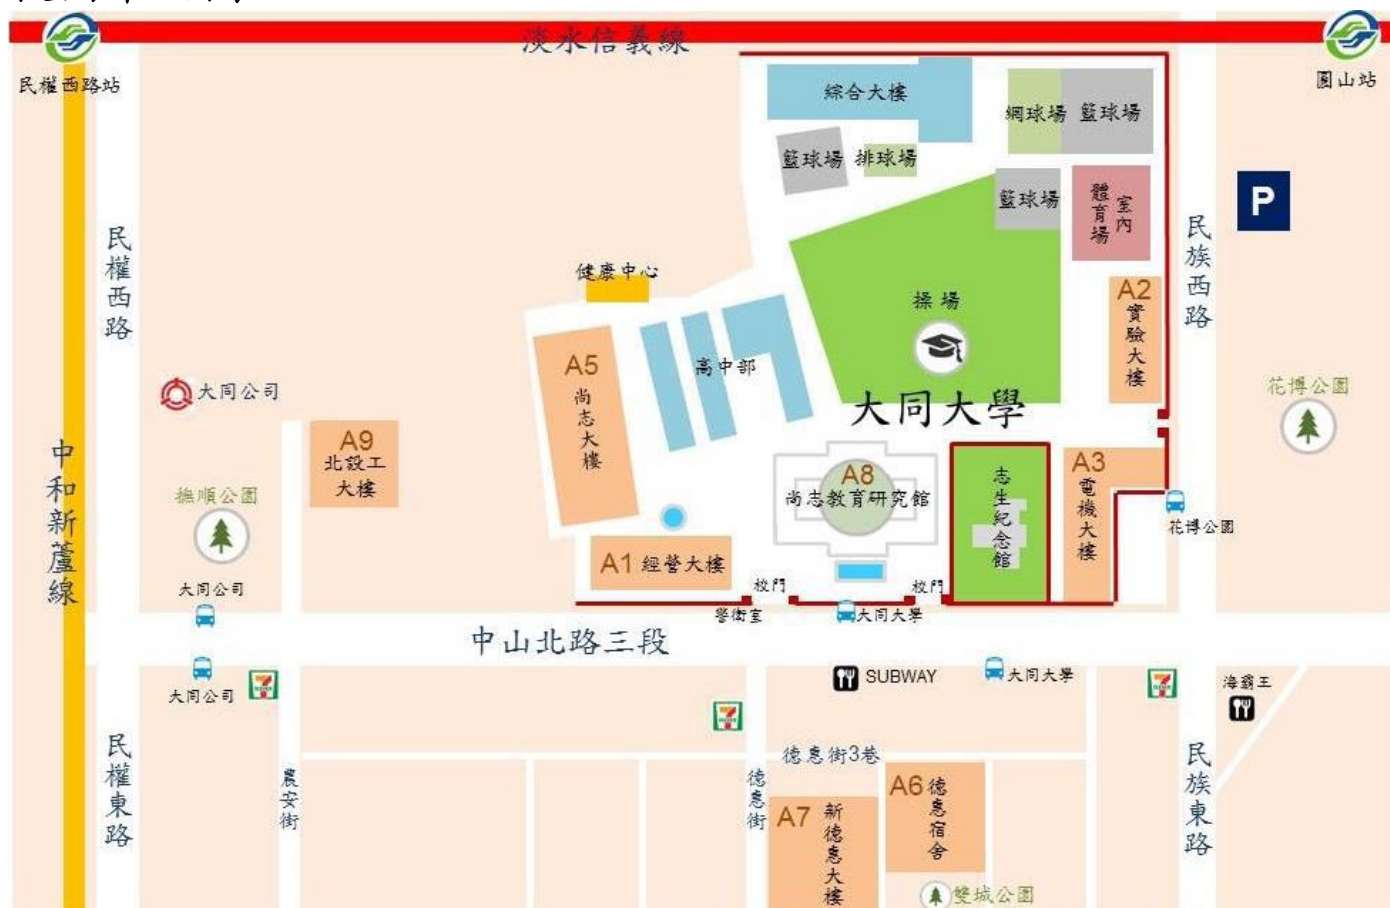 淡水信義線
民權西路站
圓山站
綜合大樓
網球場
籃球場
籃球場
排球場
籃球場
室內
體育場
P
民權西路
民族西路
健康中心
A2
實驗大樓
操場
A5
尚志大樓
高中部
大同公司
大同大學
花博公園
A9
北設工
大樓
中和新蘆線
撫順公園
A8
尚志教育研究館
志生紀念館
A3
電機大樓
花博公園
A1 經營大樓
大同公司
校門
校門
警衛室
大同大學
中山北路三段
大同公司
7
ELEVEN
SUBWAY
大同大學
7
ELEVEN
海霸王
7
ELEVEN
民權東路
農安街
德惠街
德惠街3巷
民族東路
A7
新德惠大樓
A6
德惠宿舍
雙城公園